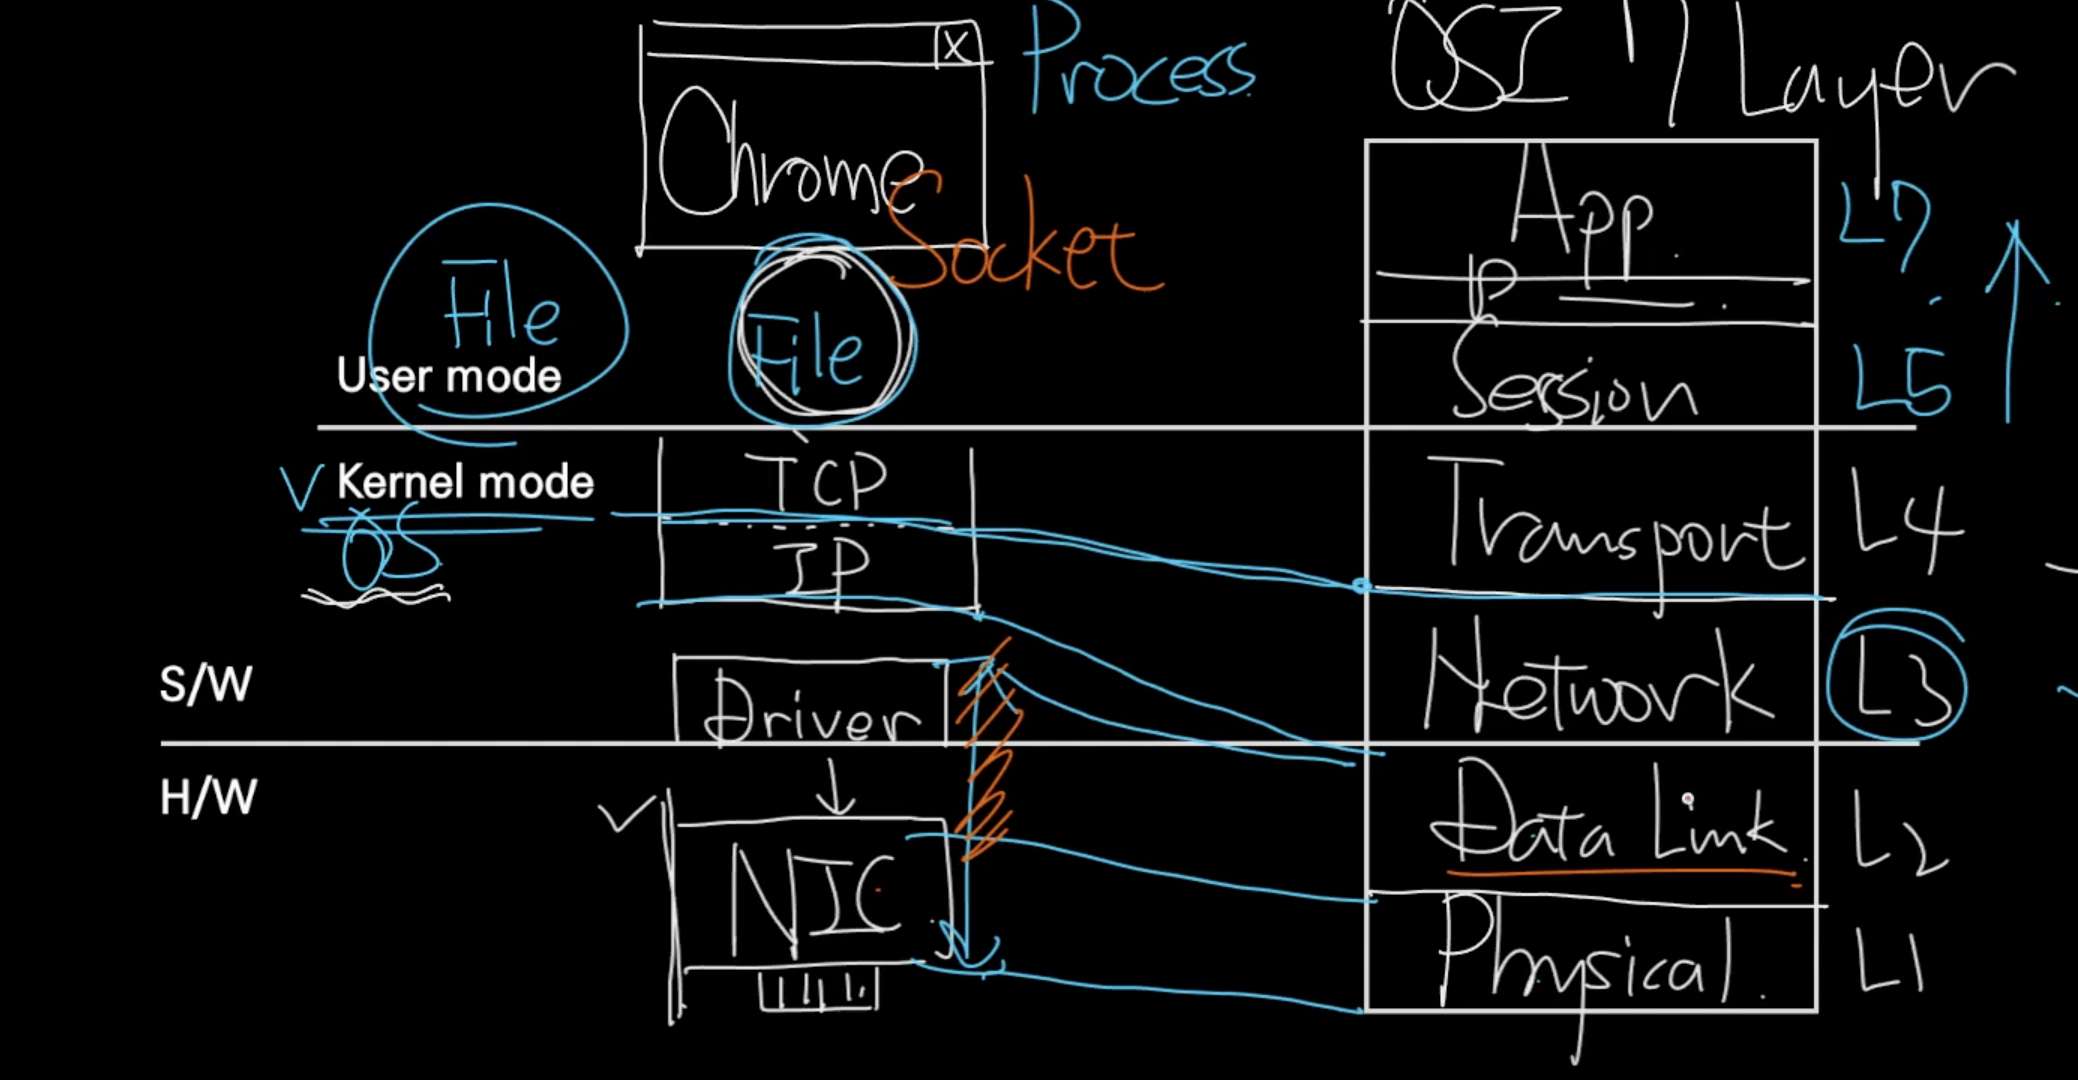 Process
OSI 7 Layer
X
Chrome
Socket
App.
L7
File
File
P
User mode
Session
L5
V Kernel mode
TCP
Transport
L4
OS
IP
S/W
Driver
Network
L3
H/W
NIC
Data Link.
L2
Physical.
L1